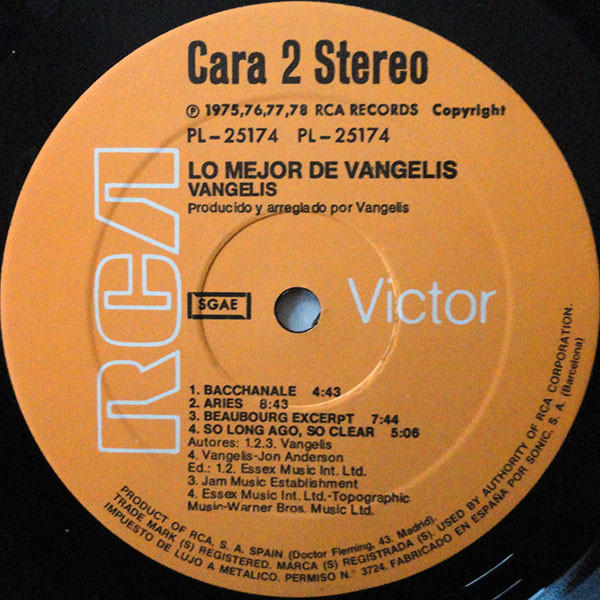 Cara 2 Stereo
℗ 1975,76,77,78 RCA RECORDS Copyright
PL-25174 PL-25174
LO MEJOR DE VANGELIS
VANGELIS
Producido y arreglado por Vangelis
RCA
SGAE
Victor
1. BACCHANALE 4:43
2. ARIES 8:43
3. BEAUBOURG EXCERPT 7:44
4. SO LONG AGO, SO CLEAR 5:06
Autores: 1.2.3. Vangelis
4. Vangelis-Jon Anderson
Ed.: 1.2. Essex Music Int. Ltd.
3. Jam Music Establishment
4. Essex Music Int. Ltd.-Topographic
Music-Warner Bros. Music Ltd.
PRODUCT OF RCA, S. A. SPAIN (Doctor Fleming, 43. Madrid). USED BY AUTHORITY OF RCA CORPORATION.
TRADE MARK (S) REGISTERED. MARCA (S) REGISTRADA (S). FABRICADO EN ESPAÑA POR SONIC, S. A. (Barcelona)
IMPUESTO DE LUJO A METALICO. PERMISO N.° 3724.